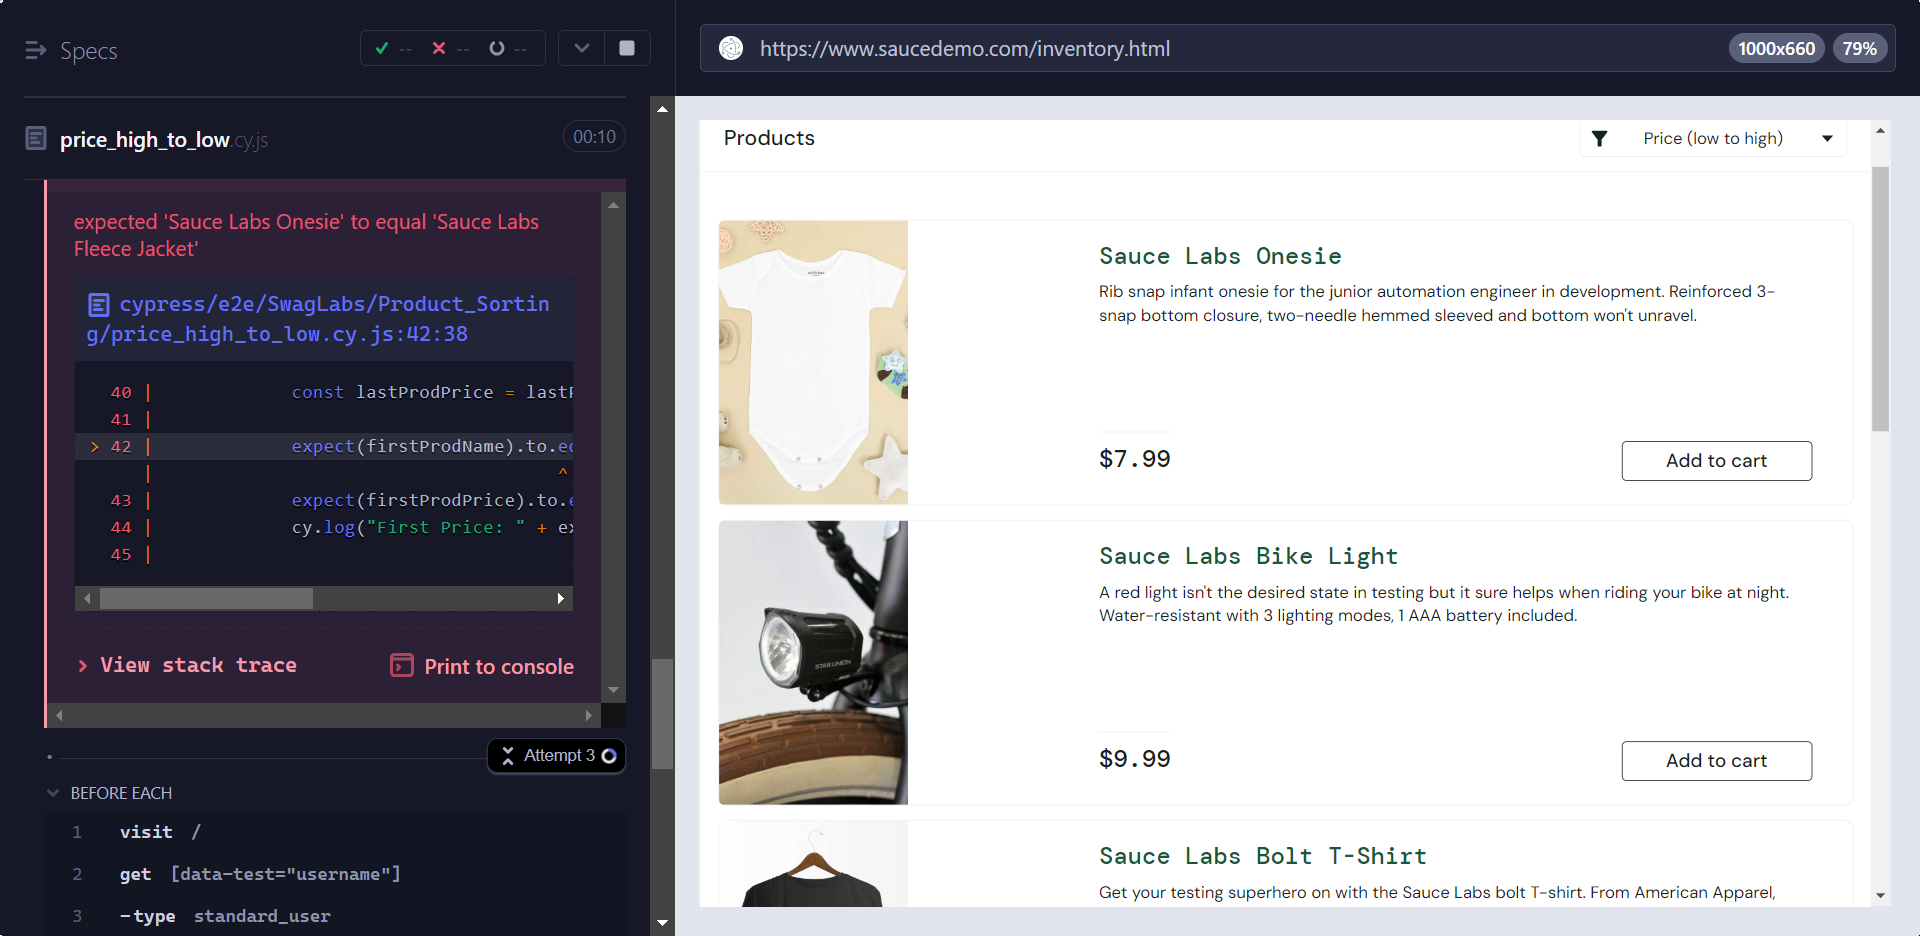 Specs
--
--
--
https://www.saucedemo.com/inventory.html
1000x660
79%
price_high_to_low.cy.js
00:10
expected 'Sauce Labs Onesie' to equal 'Sauce Labs
Fleece Jacket'
cypress/e2e/SwagLabs/Product_Sortin
g/price_high_to_low.cy.js:42:38
40 | const lastProdPrice = lastP
41 |
> 42 | expect(firstProdName).to.eq
| ^
43 | expect(firstProdPrice).to.e
44 | cy.log("First Price: " + ex
45 |
> View stack trace
Print to console
Attempt 3
BEFORE EACH
1 visit /
2 get [data-test="username"]
3 -type standard_user
Products
Price (low to high)
Sauce Labs Onesie
Rib snap infant onesie for the junior automation engineer in development. Reinforced 3-
snap bottom closure, two-needle hemmed sleeved and bottom won't unravel.
$7.99
Add to cart
Sauce Labs Bike Light
A red light isn't the desired state in testing but it sure helps when riding your bike at night.
Water-resistant with 3 lighting modes, 1 AAA battery included.
STAR UNION
$9.99
Add to cart
Sauce Labs Bolt T-Shirt
Get your testing superhero on with the Sauce Labs bolt T-shirt. From American Apparel,